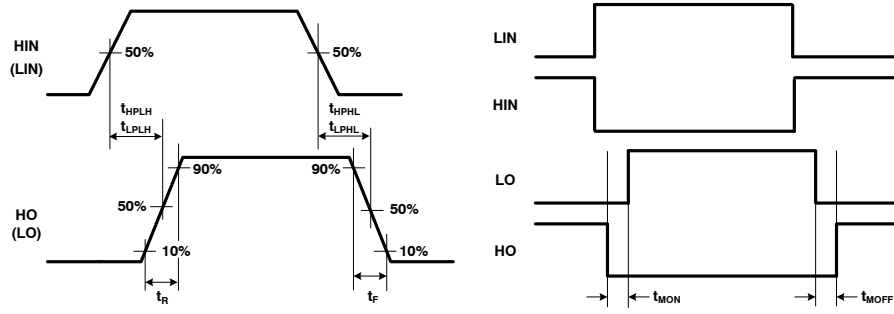 HIN
(LIN)
50%
50%
tHPLH
tLPLH
tHPHL
tLPHL
90%
90%
HO
(LO)
50%
50%
10%
10%
tR
tF
LIN
HIN
LO
HO
tMON
tMOFF